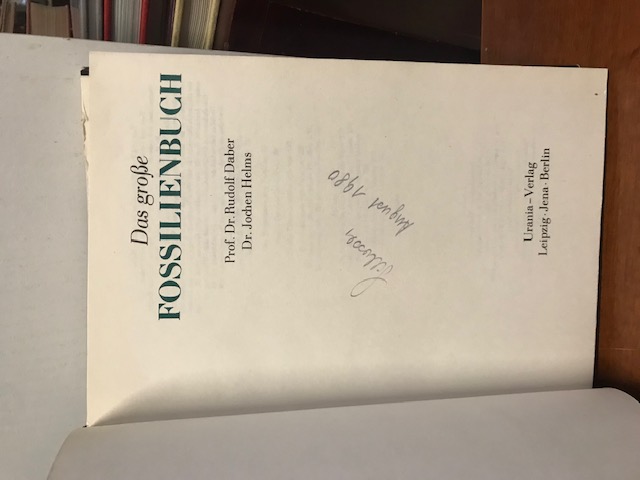 Das große
FOSSILIENBUCH
Prof. Dr. Rudolf Daber
Dr. Jochen Helms
August 1980
Urania-Verlag
Leipzig · Jena · Berlin